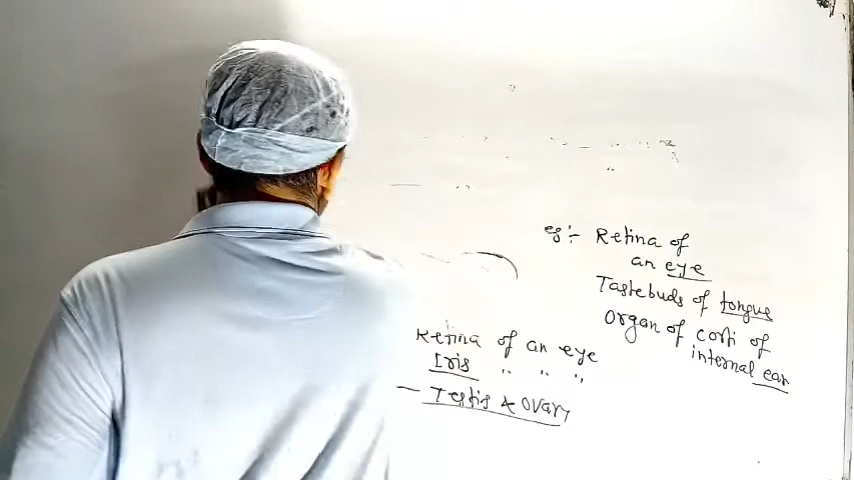 eg:- Retina of
an eye
Tastebuds of tongue
Organ of corti of
internal ear
Retina of an eye
Iris " " "
- Testis & Ovary